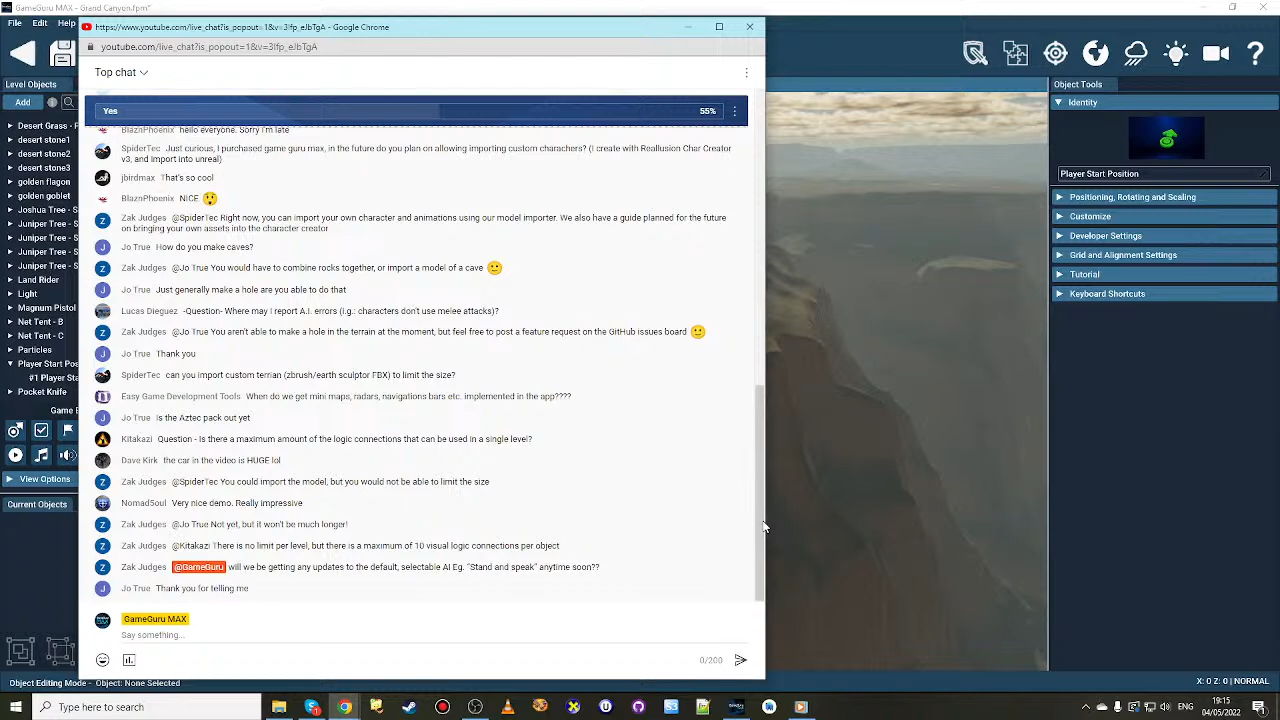 GameGuru MAX - Grand Canyon.fpm*
https://www.youtube.com/live_chat?is_popout=1&v=3Ifp_eJbTgA - Google Chrome
File Edit
youtube.com/live_chat?is_popout=1&v=3Ifp_eJbTgA
Top chat
Level Objects
Add
Yes 55%
BlaznPhoenix hello everyone. Sorry I'm late
SpiderTec Just curious, I purchased game guru max, in the future do you plan on allowing importing custom charachers? (I create with Reallusion Char Creator
v3, and import into unreal)
jbirdmax That's so cool
BlaznPhoenix NICE
Zak Judges @SpiderTec Right now, you can import your own character and animations using our model importer. We also have a guide planned for the future
on bringing your own assets into the character creator
Jo True How do you make caves?
Zak Judges @Jo True You would have to combine rocks together, or import a model of a cave
Jo True Just generally make a hole are you able to do that
Lucas Dieguez -Question- Where may I report A.I. errors (i.g.: characters don't use melee attacks)?
Zak Judges @Jo True You aren't able to make a hole in the terrain at the moment, but feel free to post a feature request on the GitHub issues board
Jo True Thank you
SpiderTec can you import custom terrian (zbrush/earth sculptor FBX) to limit the size?
Easy Game Development Tools When do we get mini maps, radars, navigations bars etc. implemented in the app????
Jo True Is the Aztec pack out yet
Kitakazi Question - Is there a maximum amount of the logic connections that can be used in a single level?
Dave Kirk the car in the video is HUGE lol
Zak Judges @SpiderTec You could import the model, but you would not be able to limit the size
NomadSoul Very nice demo. Really impressive
Zak Judges @Jo True Not yet, but it won't be much longer!
Zak Judges @Kitakazi There is no limit per level, but there is a maximum of 10 visual logic connections per object
Zak Judges @GameGuru will we be getting any updates to the default, selectable AI Eg. "Stand and speak" anytime soon??
Jo True Thank you for telling me
GameGuru MAX
Say something...
0/200
Desert Grass -
desert stone1
desert stone2
desert stone3
golden flagon
golden goblet
Joshua Tree - S
Juniper Tree - S
Juniper Tree - S
Juniper Tree - S
Land Rider
Light
Magnum Pistol
Net Tent - B
Net Tent - C
Particles
Player Start Pos
#1 Player Sta
Pocket Knife
Game E
View Options
Current Objects
Object Tools
Identity
Player Start Position
Positioning, Rotating and Scaling
Customize
Developer Settings
Grid and Alignment Settings
Tutorial
Keyboard Shortcuts
Object Editing Mode - Object: None Selected
X: 0 Z: 0 | NORMAL
Type here to search
19:15
04/05/2022